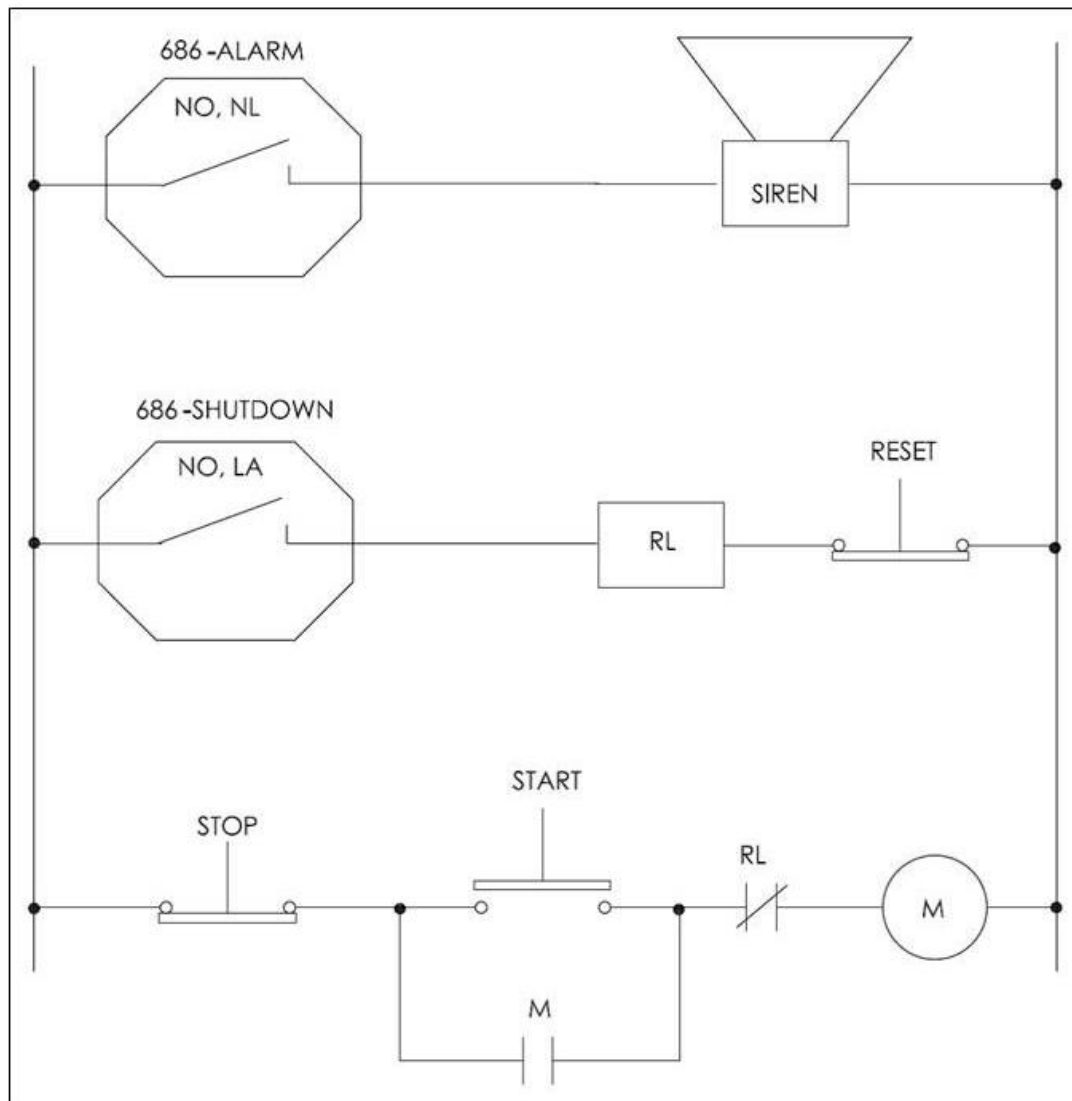 686-ALARM
NO, NL
SIREN
686-SHUTDOWN
NO, LA
RESET
RL
START
STOP
RL
M
M